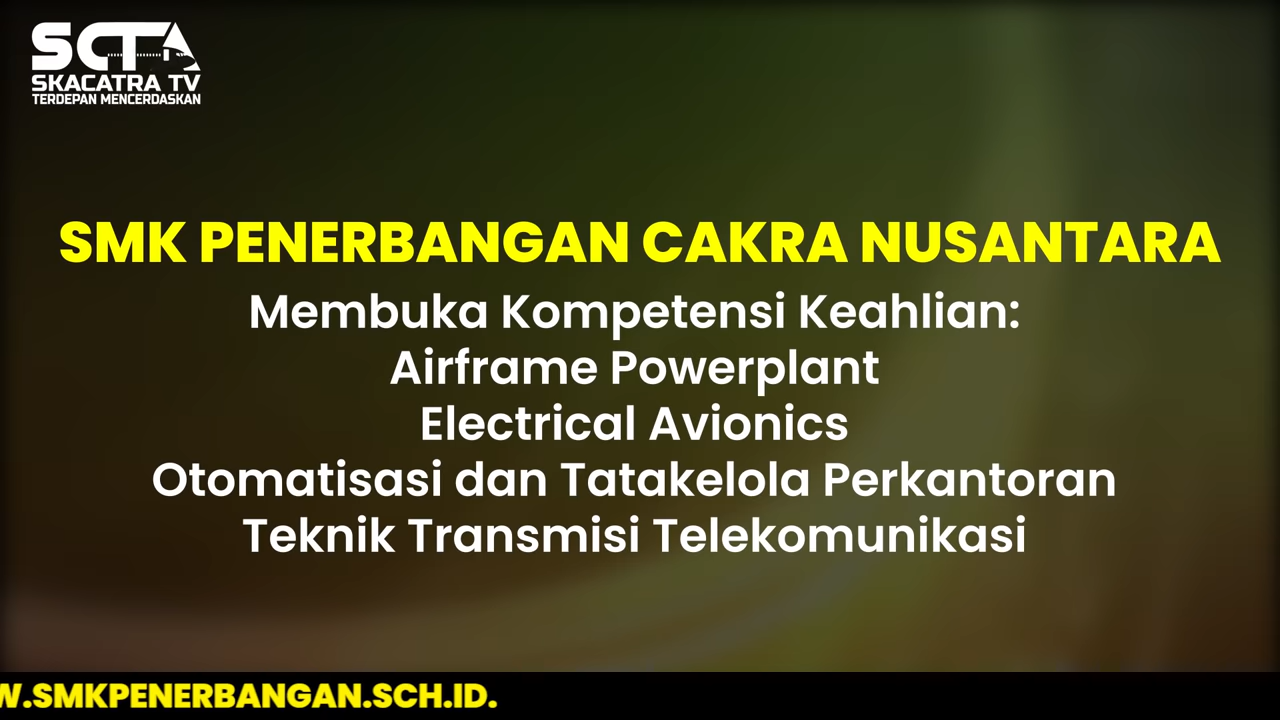 SCTA
SKACATRA TV
TERDEPAN MENCERDASKAN
SMK PENERBANGAN CAKRA NUSANTARA
Membuka Kompetensi Keahlian:
Airframe Powerplant
Electrical Avionics
Otomatisasi dan Tatakelola Perkantoran
Teknik Transmisi Telekomunikasi
W.SMKPENERBANGAN.SCH.ID.